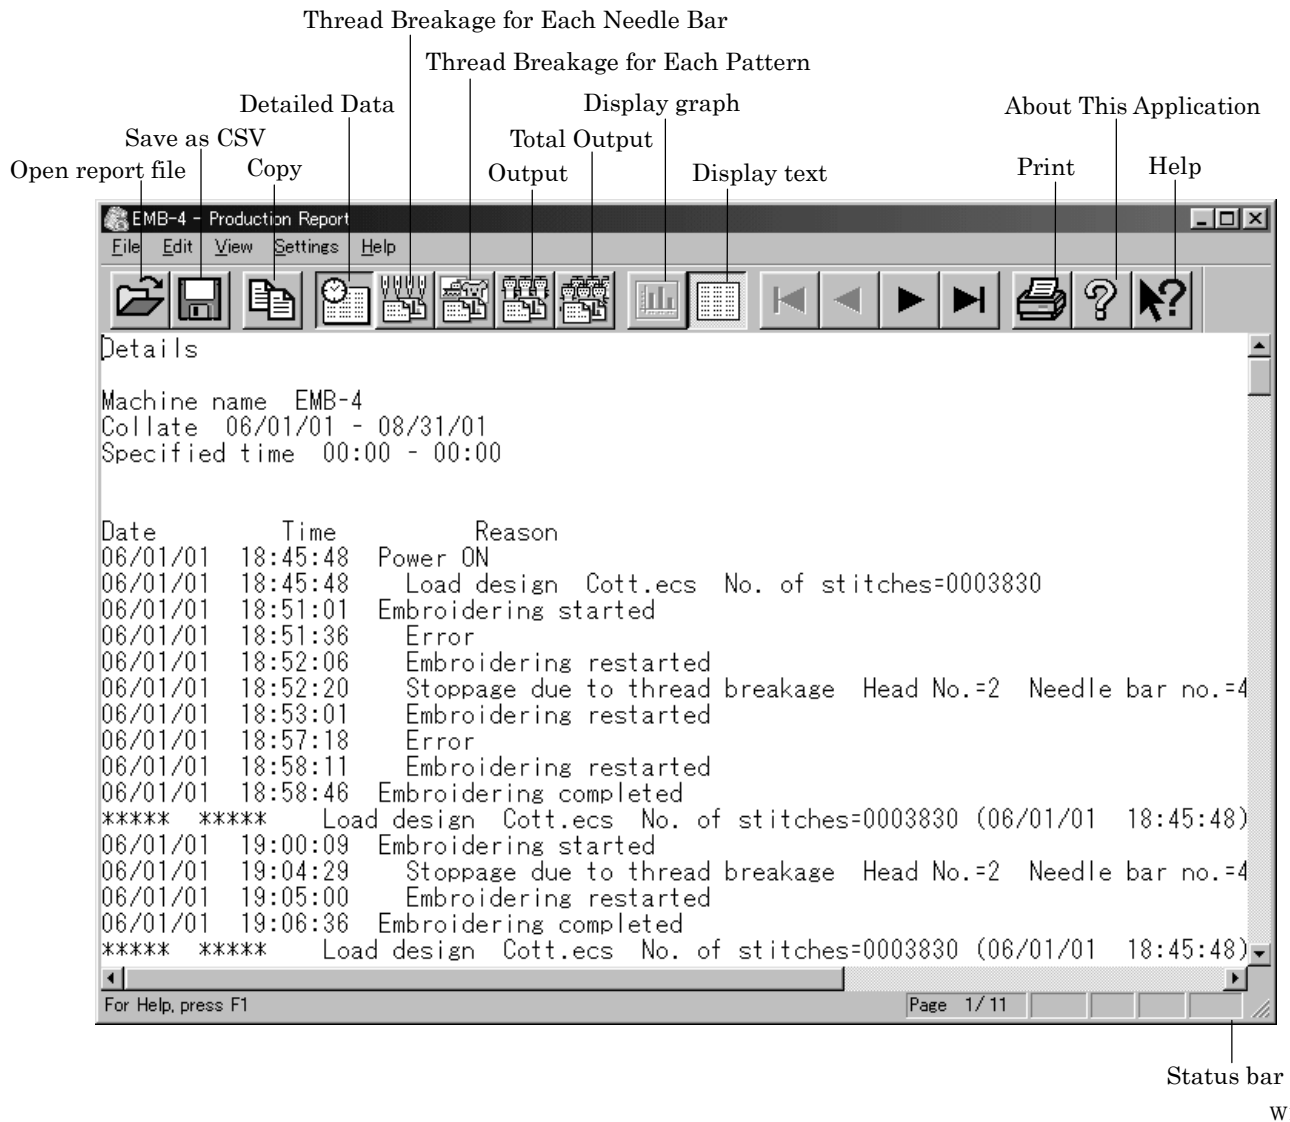 Thread Breakage for Each Needle Bar
Thread Breakage for Each Pattern
Detailed Data
Display graph
About This Application
Save as CSV
Total Output
Open report file
Copy
Output
Display text
Print
Help
EMB-4 - Production Report
File Edit View Settings Help
Details
Machine name EMB-4
Collate 06/01/01 - 08/31/01
Specified time 00:00 - 00:00
Date Time Reason
06/01/01 18:45:48 Power ON
06/01/01 18:45:48 Load design Cott.ecs No. of stitches=0003830
06/01/01 18:51:01 Embroidering started
06/01/01 18:51:36 Error
06/01/01 18:52:06 Embroidering restarted
06/01/01 18:52:20 Stoppage due to thread breakage Head No.=2 Needle bar no.=4
06/01/01 18:53:01 Embroidering restarted
06/01/01 18:57:18 Error
06/01/01 18:58:11 Embroidering restarted
06/01/01 18:58:46 Embroidering completed
***** ***** Load design Cott.ecs No. of stitches=0003830 (06/01/01 18:45:48)
06/01/01 19:00:09 Embroidering started
06/01/01 19:04:29 Stoppage due to thread breakage Head No.=2 Needle bar no.=4
06/01/01 19:05:00 Embroidering restarted
06/01/01 19:06:36 Embroidering completed
***** ***** Load design Cott.ecs No. of stitches=0003830 (06/01/01 18:45:48)
For Help, press F1
Page 1/11
Status bar
W